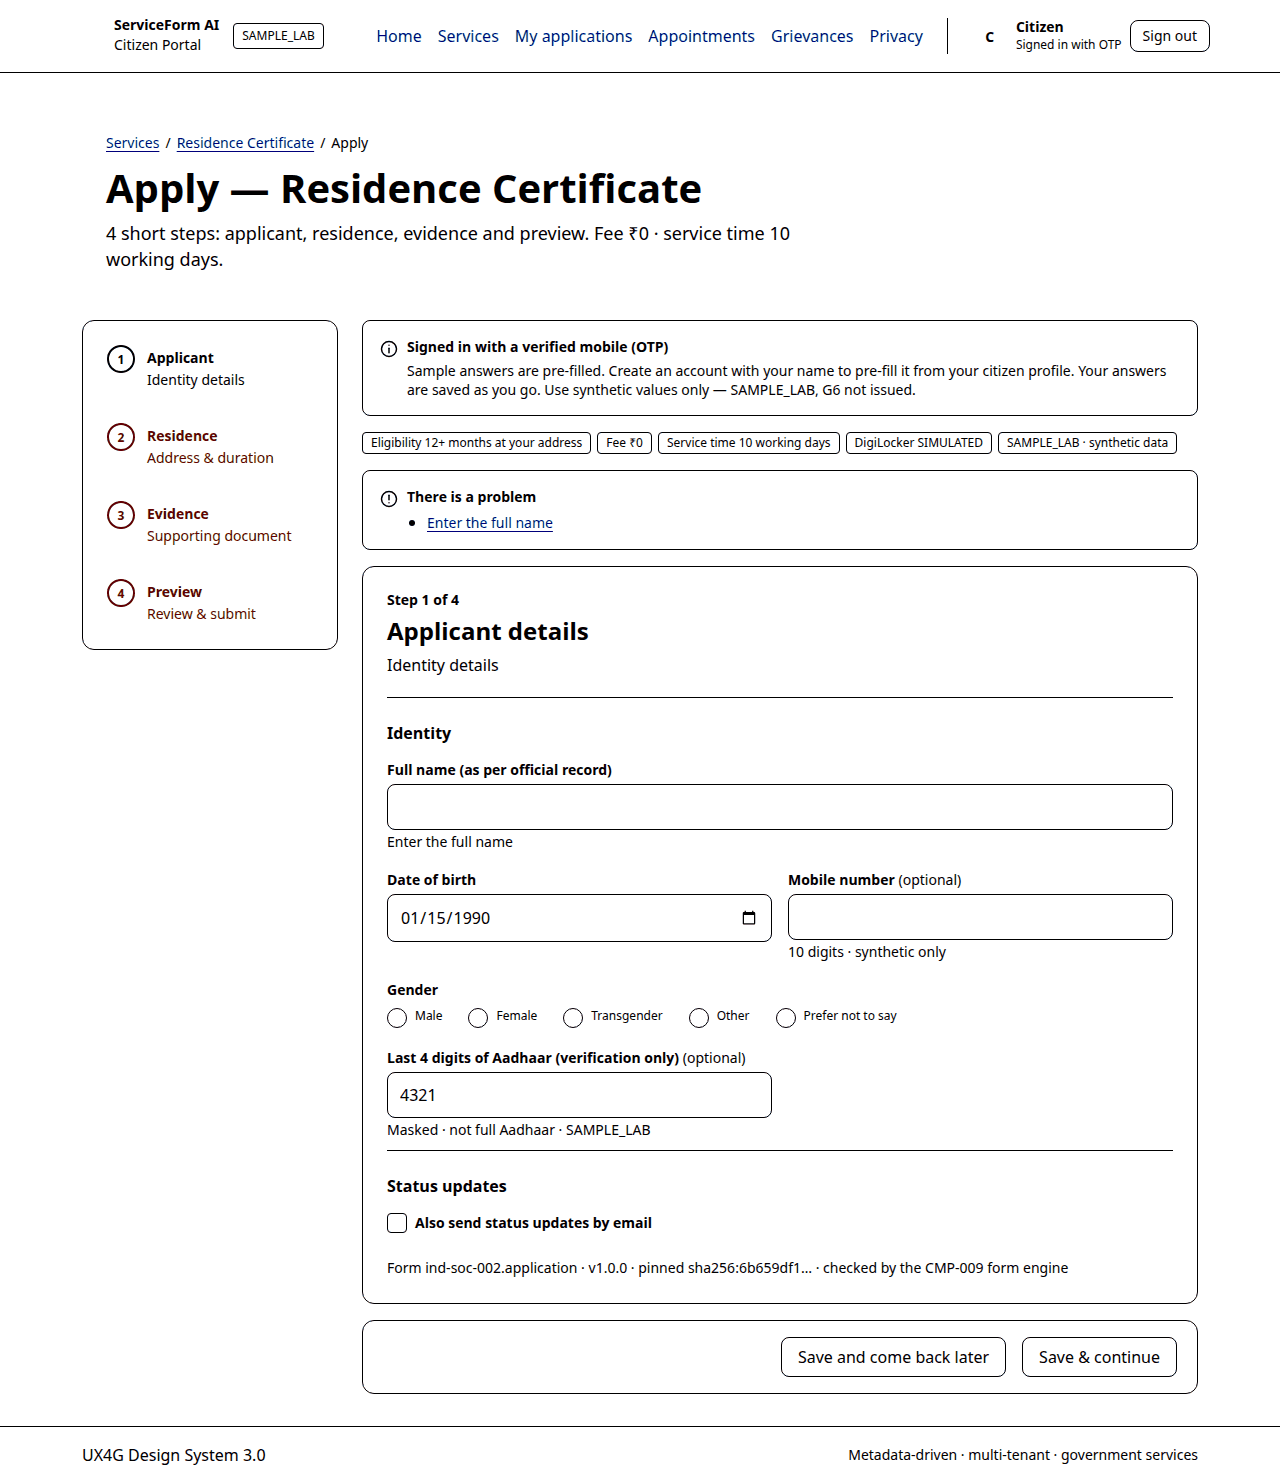 ServiceForm AI
Citizen Portal
SAMPLE_LAB
Home
Services
My applications
Appointments
Grievances
Privacy
C
Citizen
Signed in with OTP
Sign out
Services / Residence Certificate / Apply
Apply — Residence Certificate
4 short steps: applicant, residence, evidence and preview. Fee ₹0 · service time 10
working days.
1
Applicant
Identity details
2
Residence
Address & duration
3
Evidence
Supporting document
4
Preview
Review & submit
Signed in with a verified mobile (OTP)
Sample answers are pre-filled. Create an account with your name to pre-fill it from your citizen profile. Your answers
are saved as you go. Use synthetic values only — SAMPLE_LAB, G6 not issued.
Eligibility 12+ months at your address
Fee ₹0
Service time 10 working days
DigiLocker SIMULATED
SAMPLE_LAB · synthetic data
There is a problem
• Enter the full name
Step 1 of 4
Applicant details
Identity details
Identity
Full name (as per official record)
Enter the full name
Date of birth
01/15/1990
Mobile number (optional)
10 digits · synthetic only
Gender
Male
Female
Transgender
Other
Prefer not to say
Last 4 digits of Aadhaar (verification only) (optional)
4321
Masked · not full Aadhaar · SAMPLE_LAB
Status updates
Also send status updates by email
Form ind-soc-002.application · v1.0.0 · pinned sha256:6b659df1… · checked by the CMP-009 form engine
Save and come back later
Save & continue
UX4G Design System 3.0
Metadata-driven · multi-tenant · government services